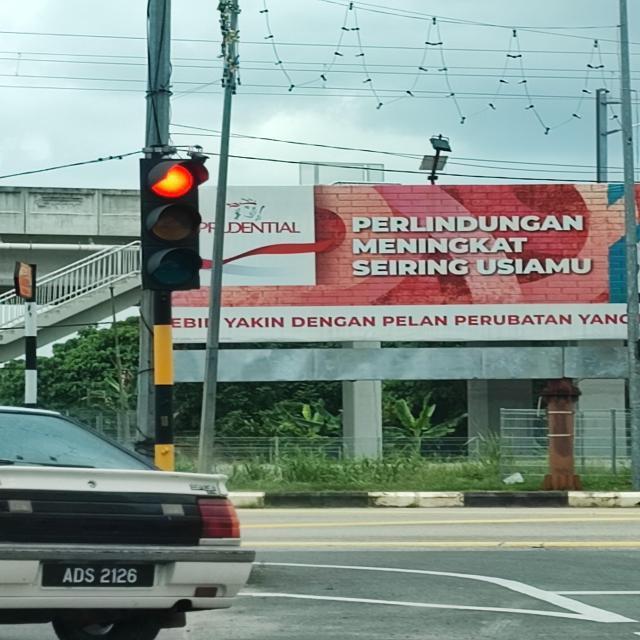 PRUDENTIAL
PERLINDUNGAN
MENINGKAT
SEIRING USIAMU
YAKIN DENGAN PELAN PERUBATAN YANG
ADS 2126